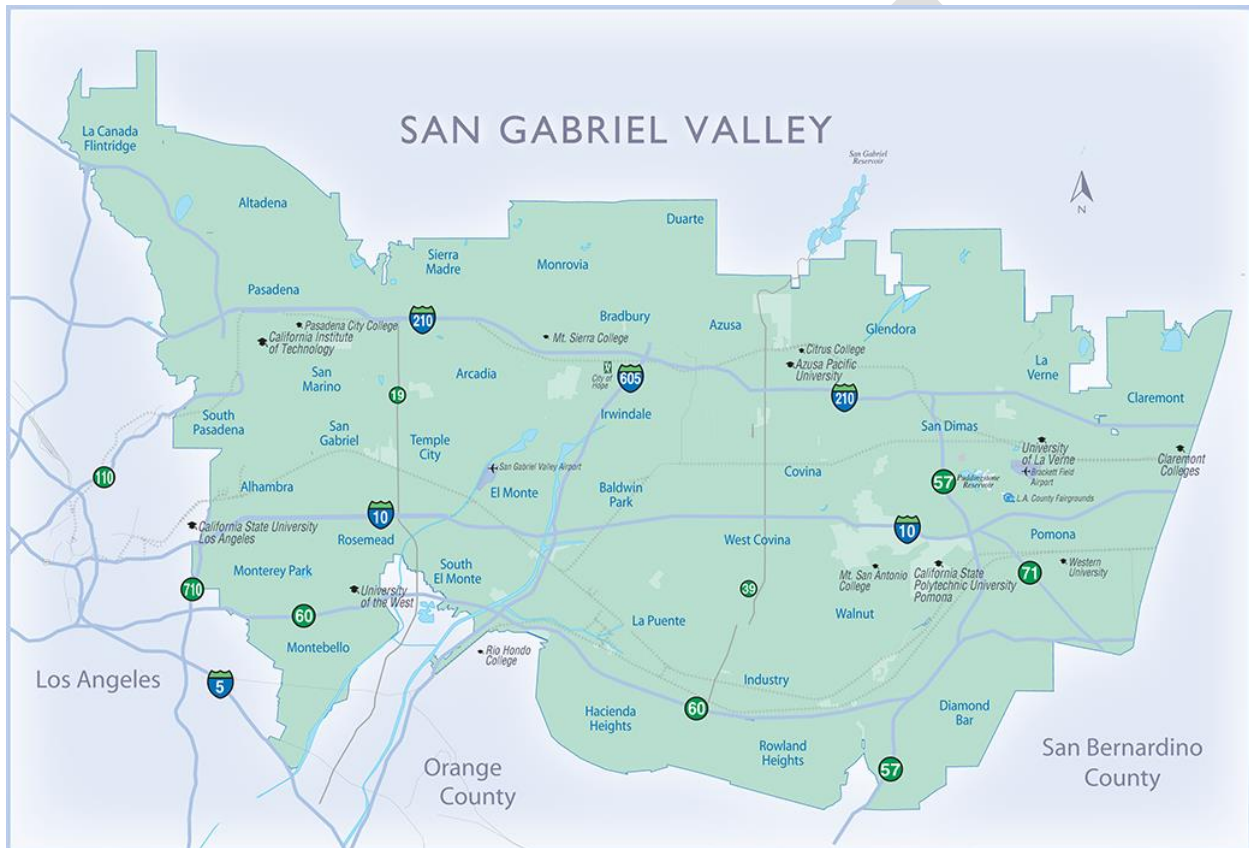 SAN GABRIEL VALLEY
La Canada
Flintridge
San Gabriel
Reservoir
N
Altadena
Duarte
Sierra
Madre
Monrovia
Pasadena
210
Bradbury
Azusa
Glendora
Pasadena City College
California Institute
of Technology
Mt. Sierra College
Citrus College
Azusa Pacific
University
La
Verne
San
Marino
Arcadia
City of
Hope
605
19
210
Claremont
Irwindale
South
Pasadena
San
Gabriel
Temple
City
San Dimas
University
of La Verne
Brackett Field
Airport
Claremont
Colleges
110
San Gabriel Valley Airport
Covina
57
Puddingstone
Reservoir
Alhambra
El Monte
Baldwin
Park
L.A. County Fairgrounds
10
California State University
Los Angeles
Rosemead
West Covina
10
Pomona
Monterey Park
South
El Monte
Mt. San Antonio
College
California State
Polytechnic University
Pomona
71
Western
University
710
University
of the West
39
60
La Puente
Walnut
Montebello
Rio Hondo
College
Los Angeles
5
Industry
60
Hacienda
Heights
Diamond
Bar
Rowland
Heights
57
Orange
County
San Bernardino
County